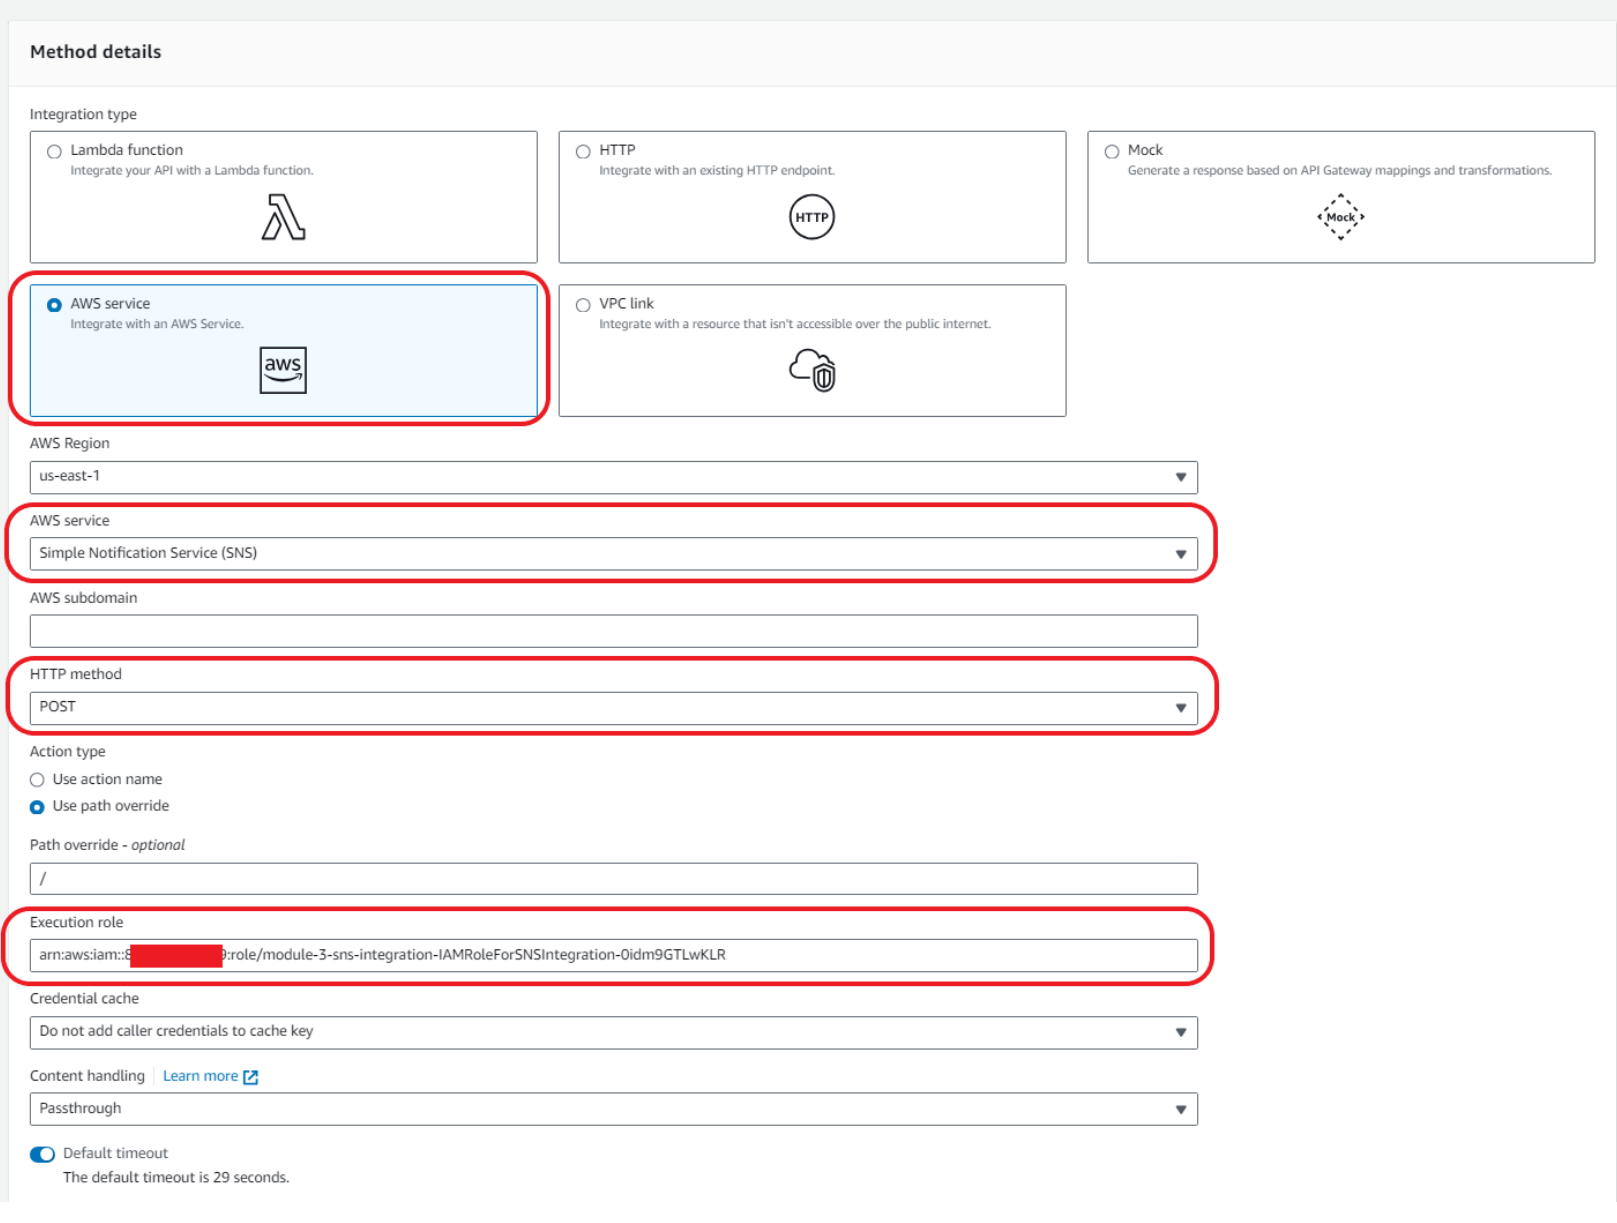 Method details
Integration type
Lambda function
Integrate your API with a Lambda function.
HTTP
Integrate with an existing HTTP endpoint.
HTTP
Mock
Generate a response based on API Gateway mappings and transformations.
Mock
AWS service
Integrate with an AWS Service.
aws
VPC link
Integrate with a resource that isn't accessible over the public internet.
AWS Region
us-east-1
AWS service
Simple Notification Service (SNS)
AWS subdomain
HTTP method
POST
Action type
Use action name
Use path override
Path override - optional
/
Execution role
arn:aws:iam::8 9:role/module-3-sns-integration-IAMRoleForSNSIntegration-0idm9GTLwKLR
Credential cache
Do not add caller credentials to cache key
Content handling Learn more
Passthrough
Default timeout
The default timeout is 29 seconds.